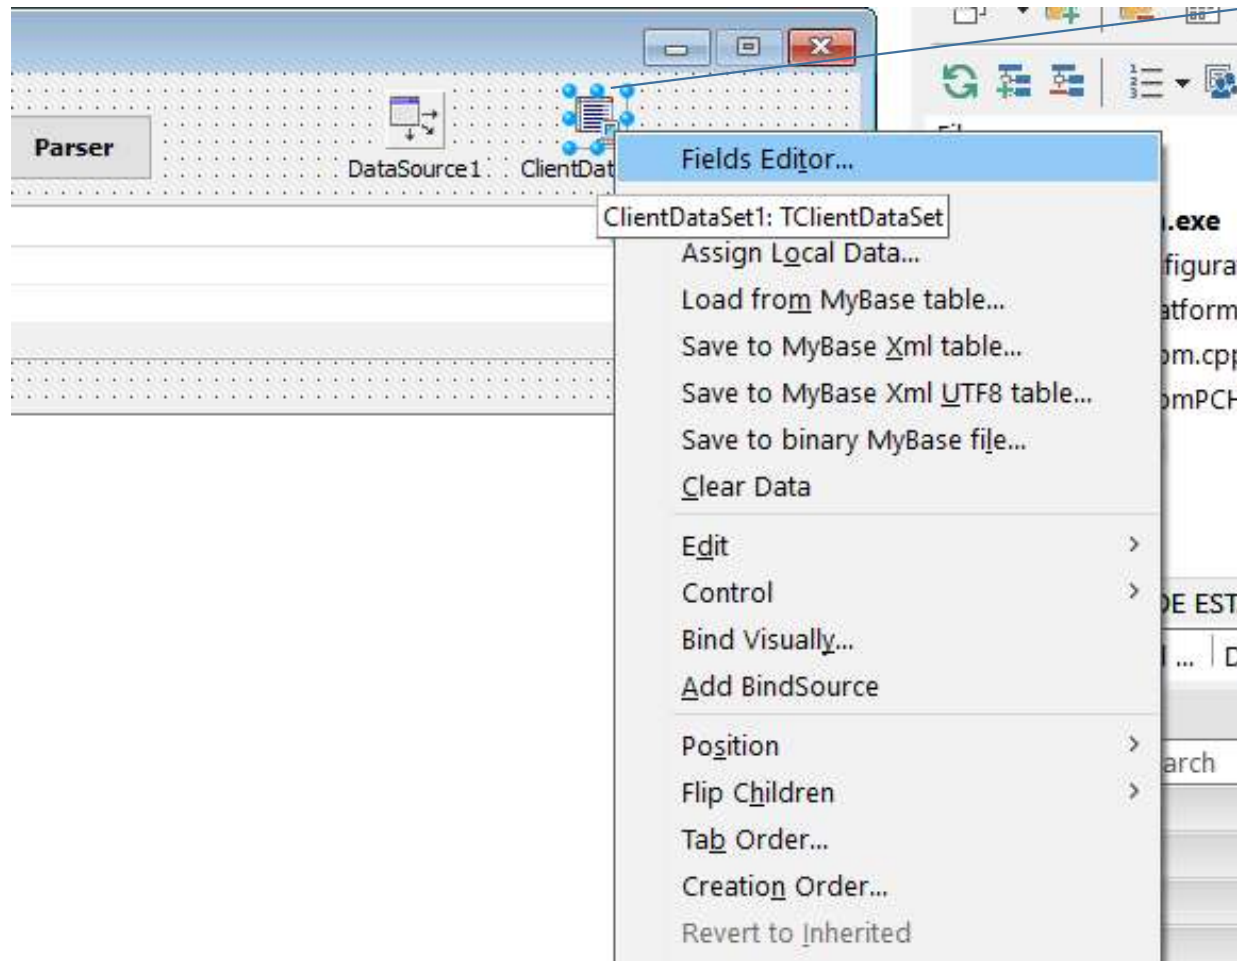 Parser
DataSource1
ClientDat
Fields Editor...
ClientDataSet1: TClientDataSet
Assign Local Data...
Load from MyBase table...
Save to MyBase Xml table...
Save to MyBase Xml UTF8 table...
Save to binary MyBase file...
Clear Data
Edit
Control
Bind Visually...
Add BindSource
Position
Flip Children
Tab Order...
Creation Order...
Revert to Inherited
.exe
figura
atform
om.cpp
omPCH
DE EST
... D
arch